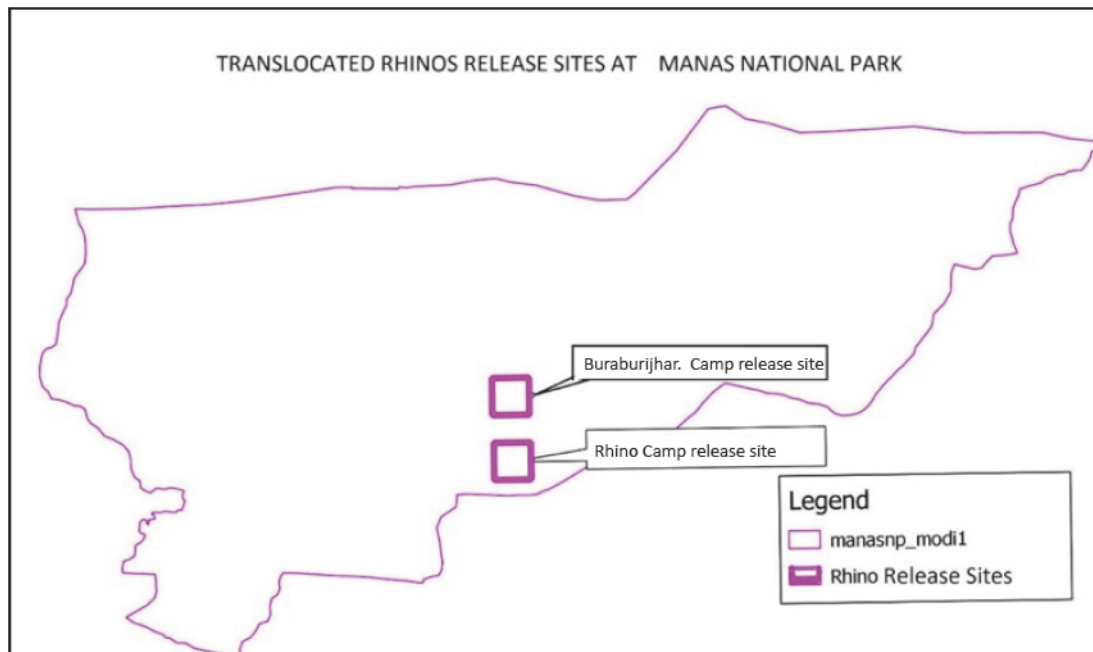 TRANSLOCATED RHINOS RELEASE SITES AT MANAS NATIONAL PARK
Buraburijhar. Camp release site
Rhino Camp release site
Legend
manasnp_modi1
Rhino Release Sites